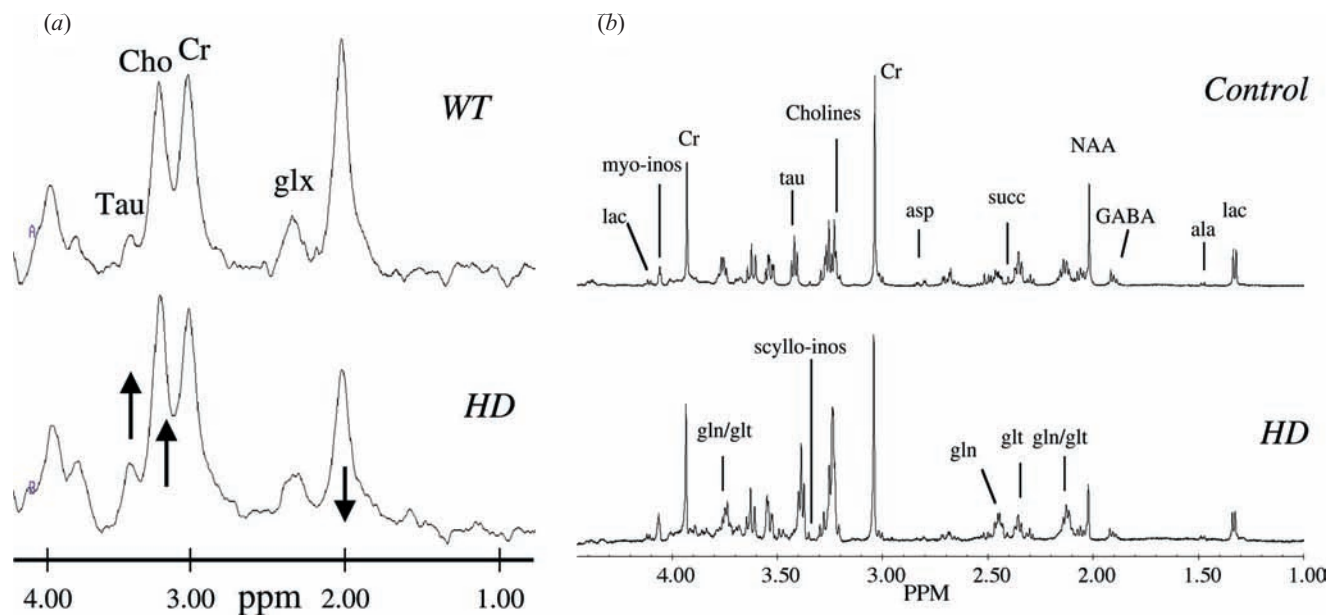 (a)
Cho Cr
WT
Tau
glx
A
HD
B
4.00 3.00 ppm 2.00 1.00
(b)
Control
Cr
Cholines
Cr
NAA
myo-inos
tau
succ
asp
GABA
lac
ala
lac
HD
scyllo-inos
gln/glt
gln
glt
gln/glt
4.00 3.50 3.00 2.50 2.00 1.50 1.00
PPM